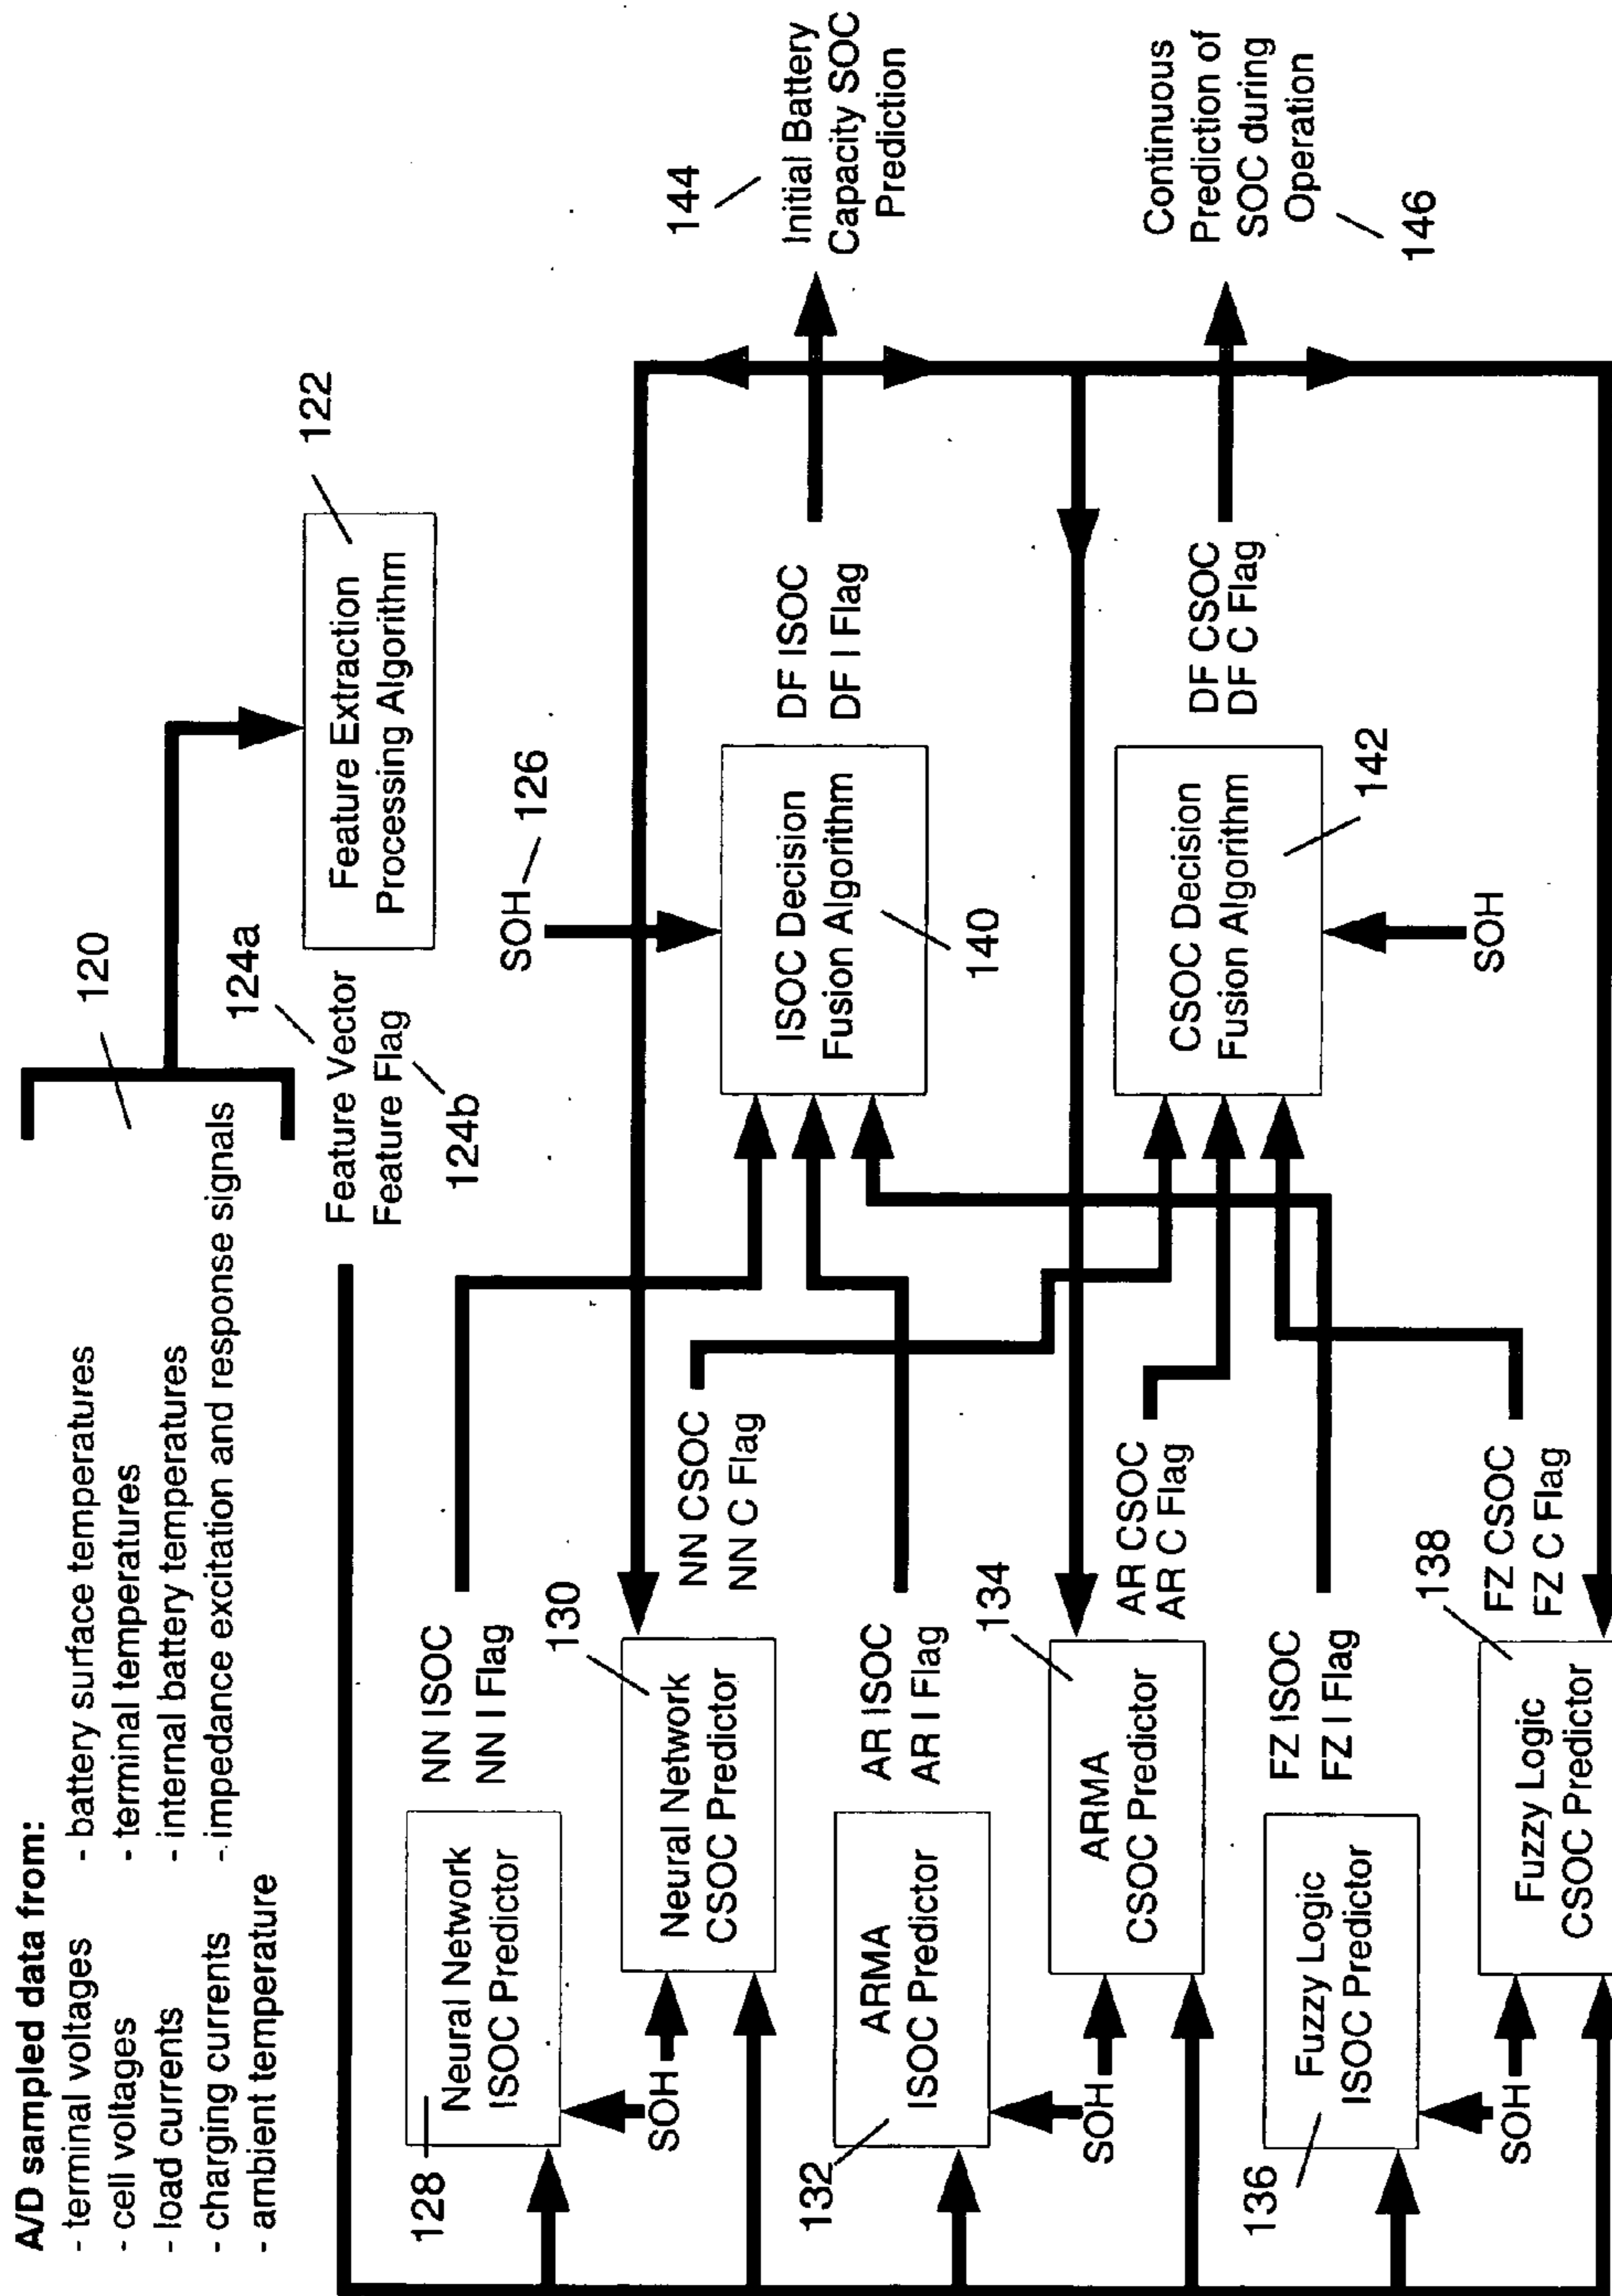 A/D sampled data from:
- terminal voltages
- cell voltages
- load currents
- charging currents
- ambient temperature
- battery surface temperatures
- terminal temperatures
- internal battery temperatures
- impedance excitation and response signals
120
122
Feature Extraction
Processing Algorithm
124a
Feature Vector
Feature Flag
124b
SOH
126
128
Neural Network
ISOC Predictor
NN ISOC
NN I Flag
SOH
130
Neural Network
CSOC Predictor
NN CSOC
NN C Flag
132
ARMA
ISOC Predictor
AR ISOC
AR I Flag
SOH
134
ARMA
CSOC Predictor
AR CSOC
AR C Flag
136
Fuzzy Logic
ISOC Predictor
FZ ISOC
FZ I Flag
SOH
138
Fuzzy Logic
CSOC Predictor
FZ CSOC
FZ C Flag
ISOC Decision
Fusion Algorithm
140
DF ISOC
DF I Flag
144
Initial Battery
Capacity SOC
Prediction
CSOC Decision
Fusion Algorithm
142
SOH
DF CSOC
DF C Flag
Continuous
Prediction of
SOC during
Operation
146